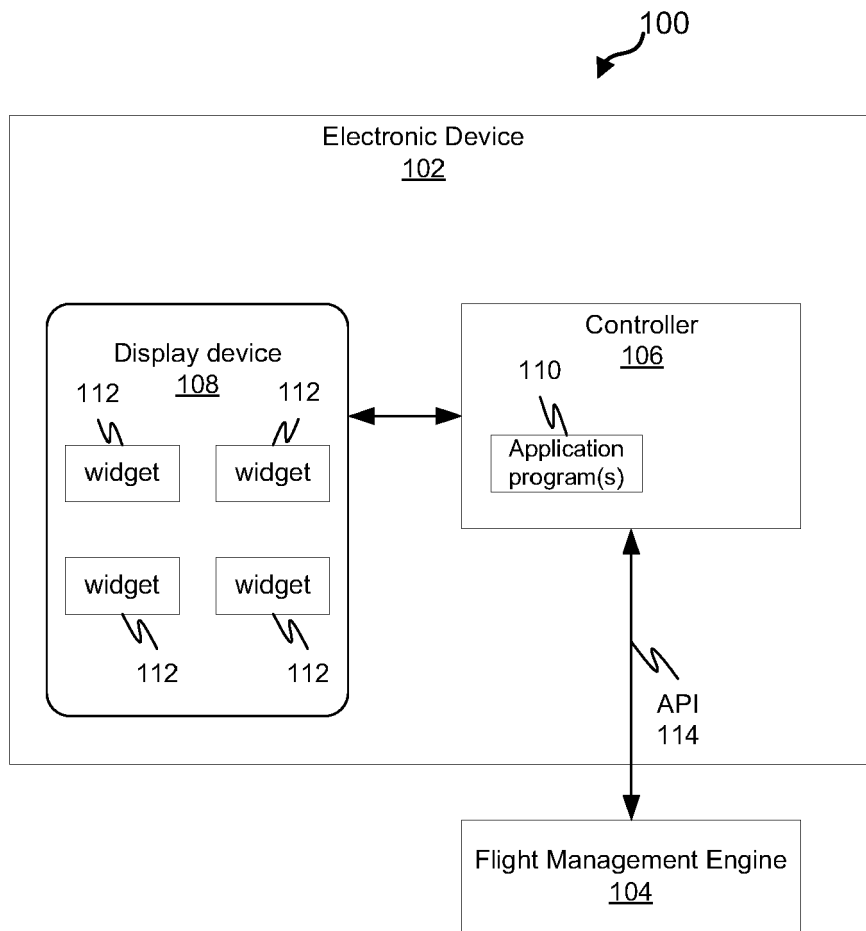 100
Electronic Device
102
Display device
108
112
112
widget
widget
widget
widget
112
112
Controller
106
110
Application
program(s)
API
114
Flight Management Engine
104